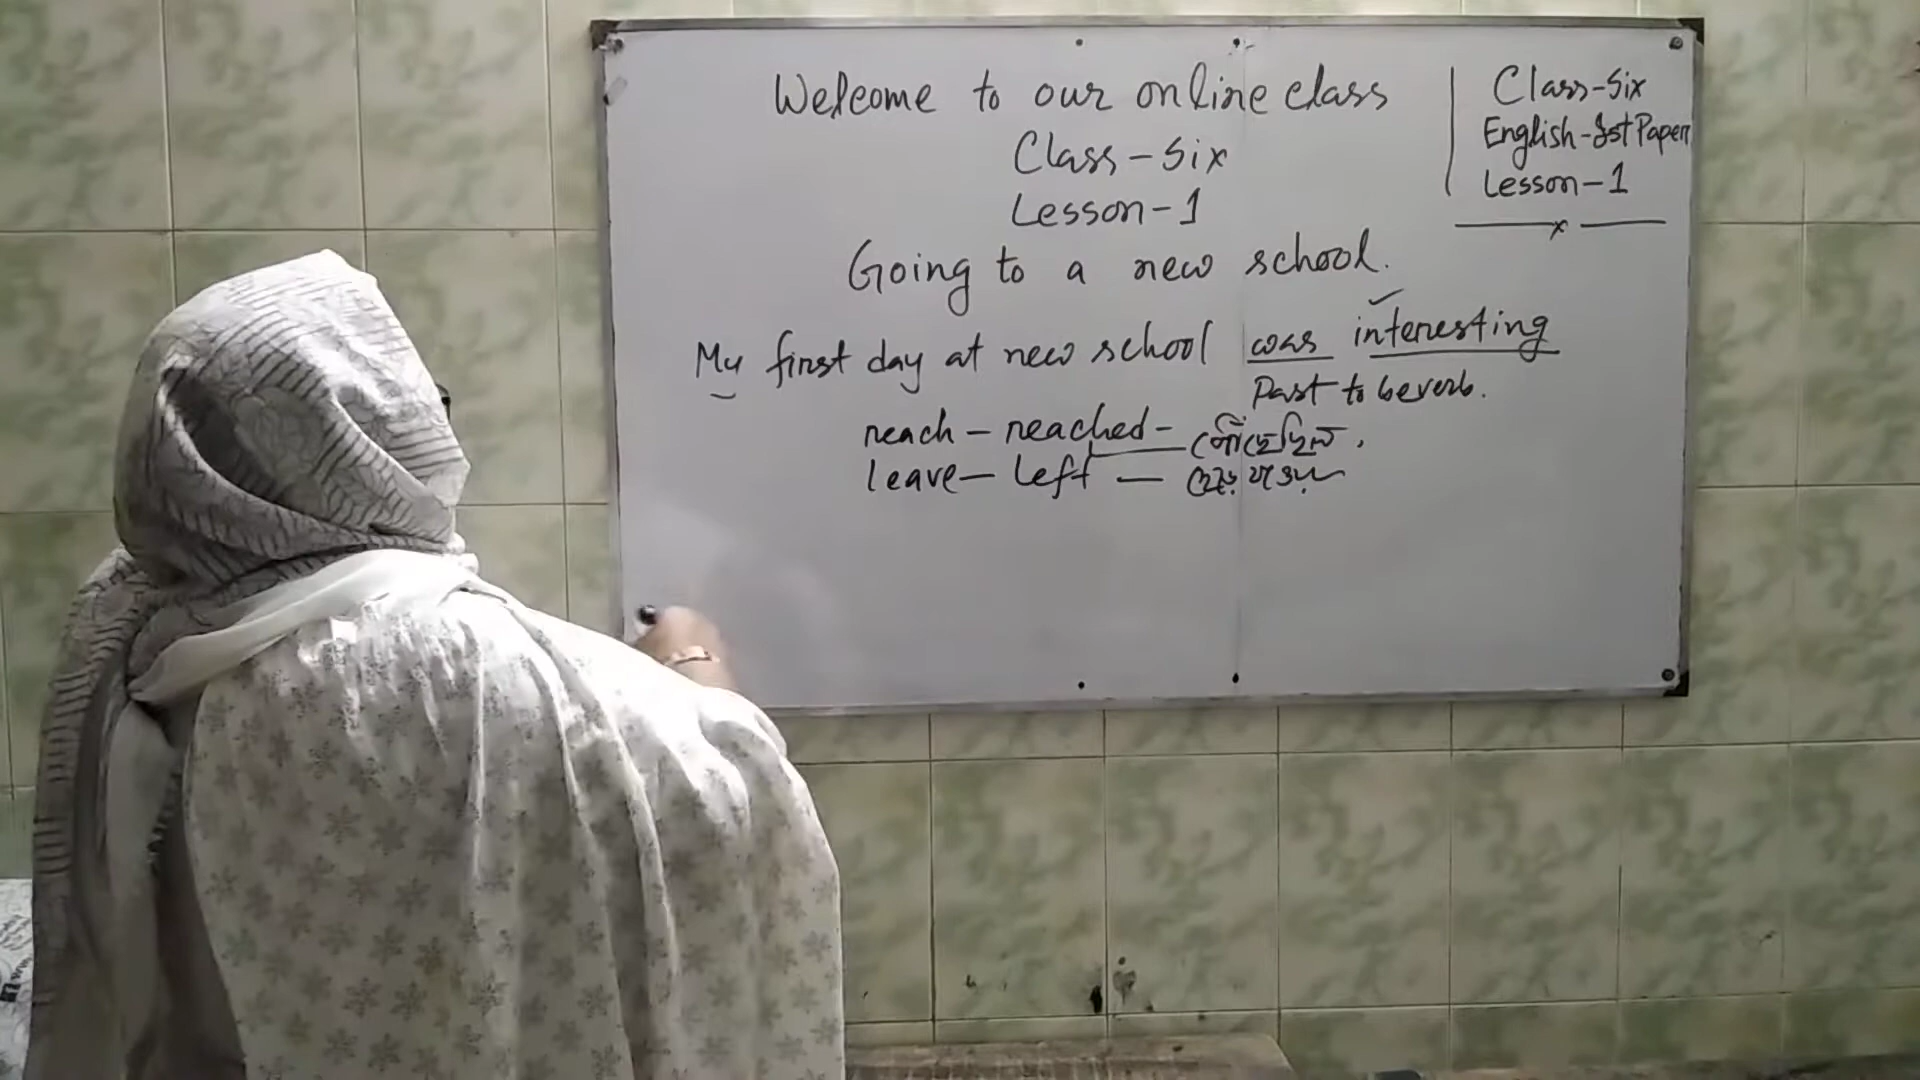 Welcome to our online class
Class-Six
Lesson-1
Going to a new school.
My first day at new school was interesting
Past to be verb.
reach - reached - পৌঁছেছিল.
leave - left -
Class-Six
English-1st Paper
Lesson-1